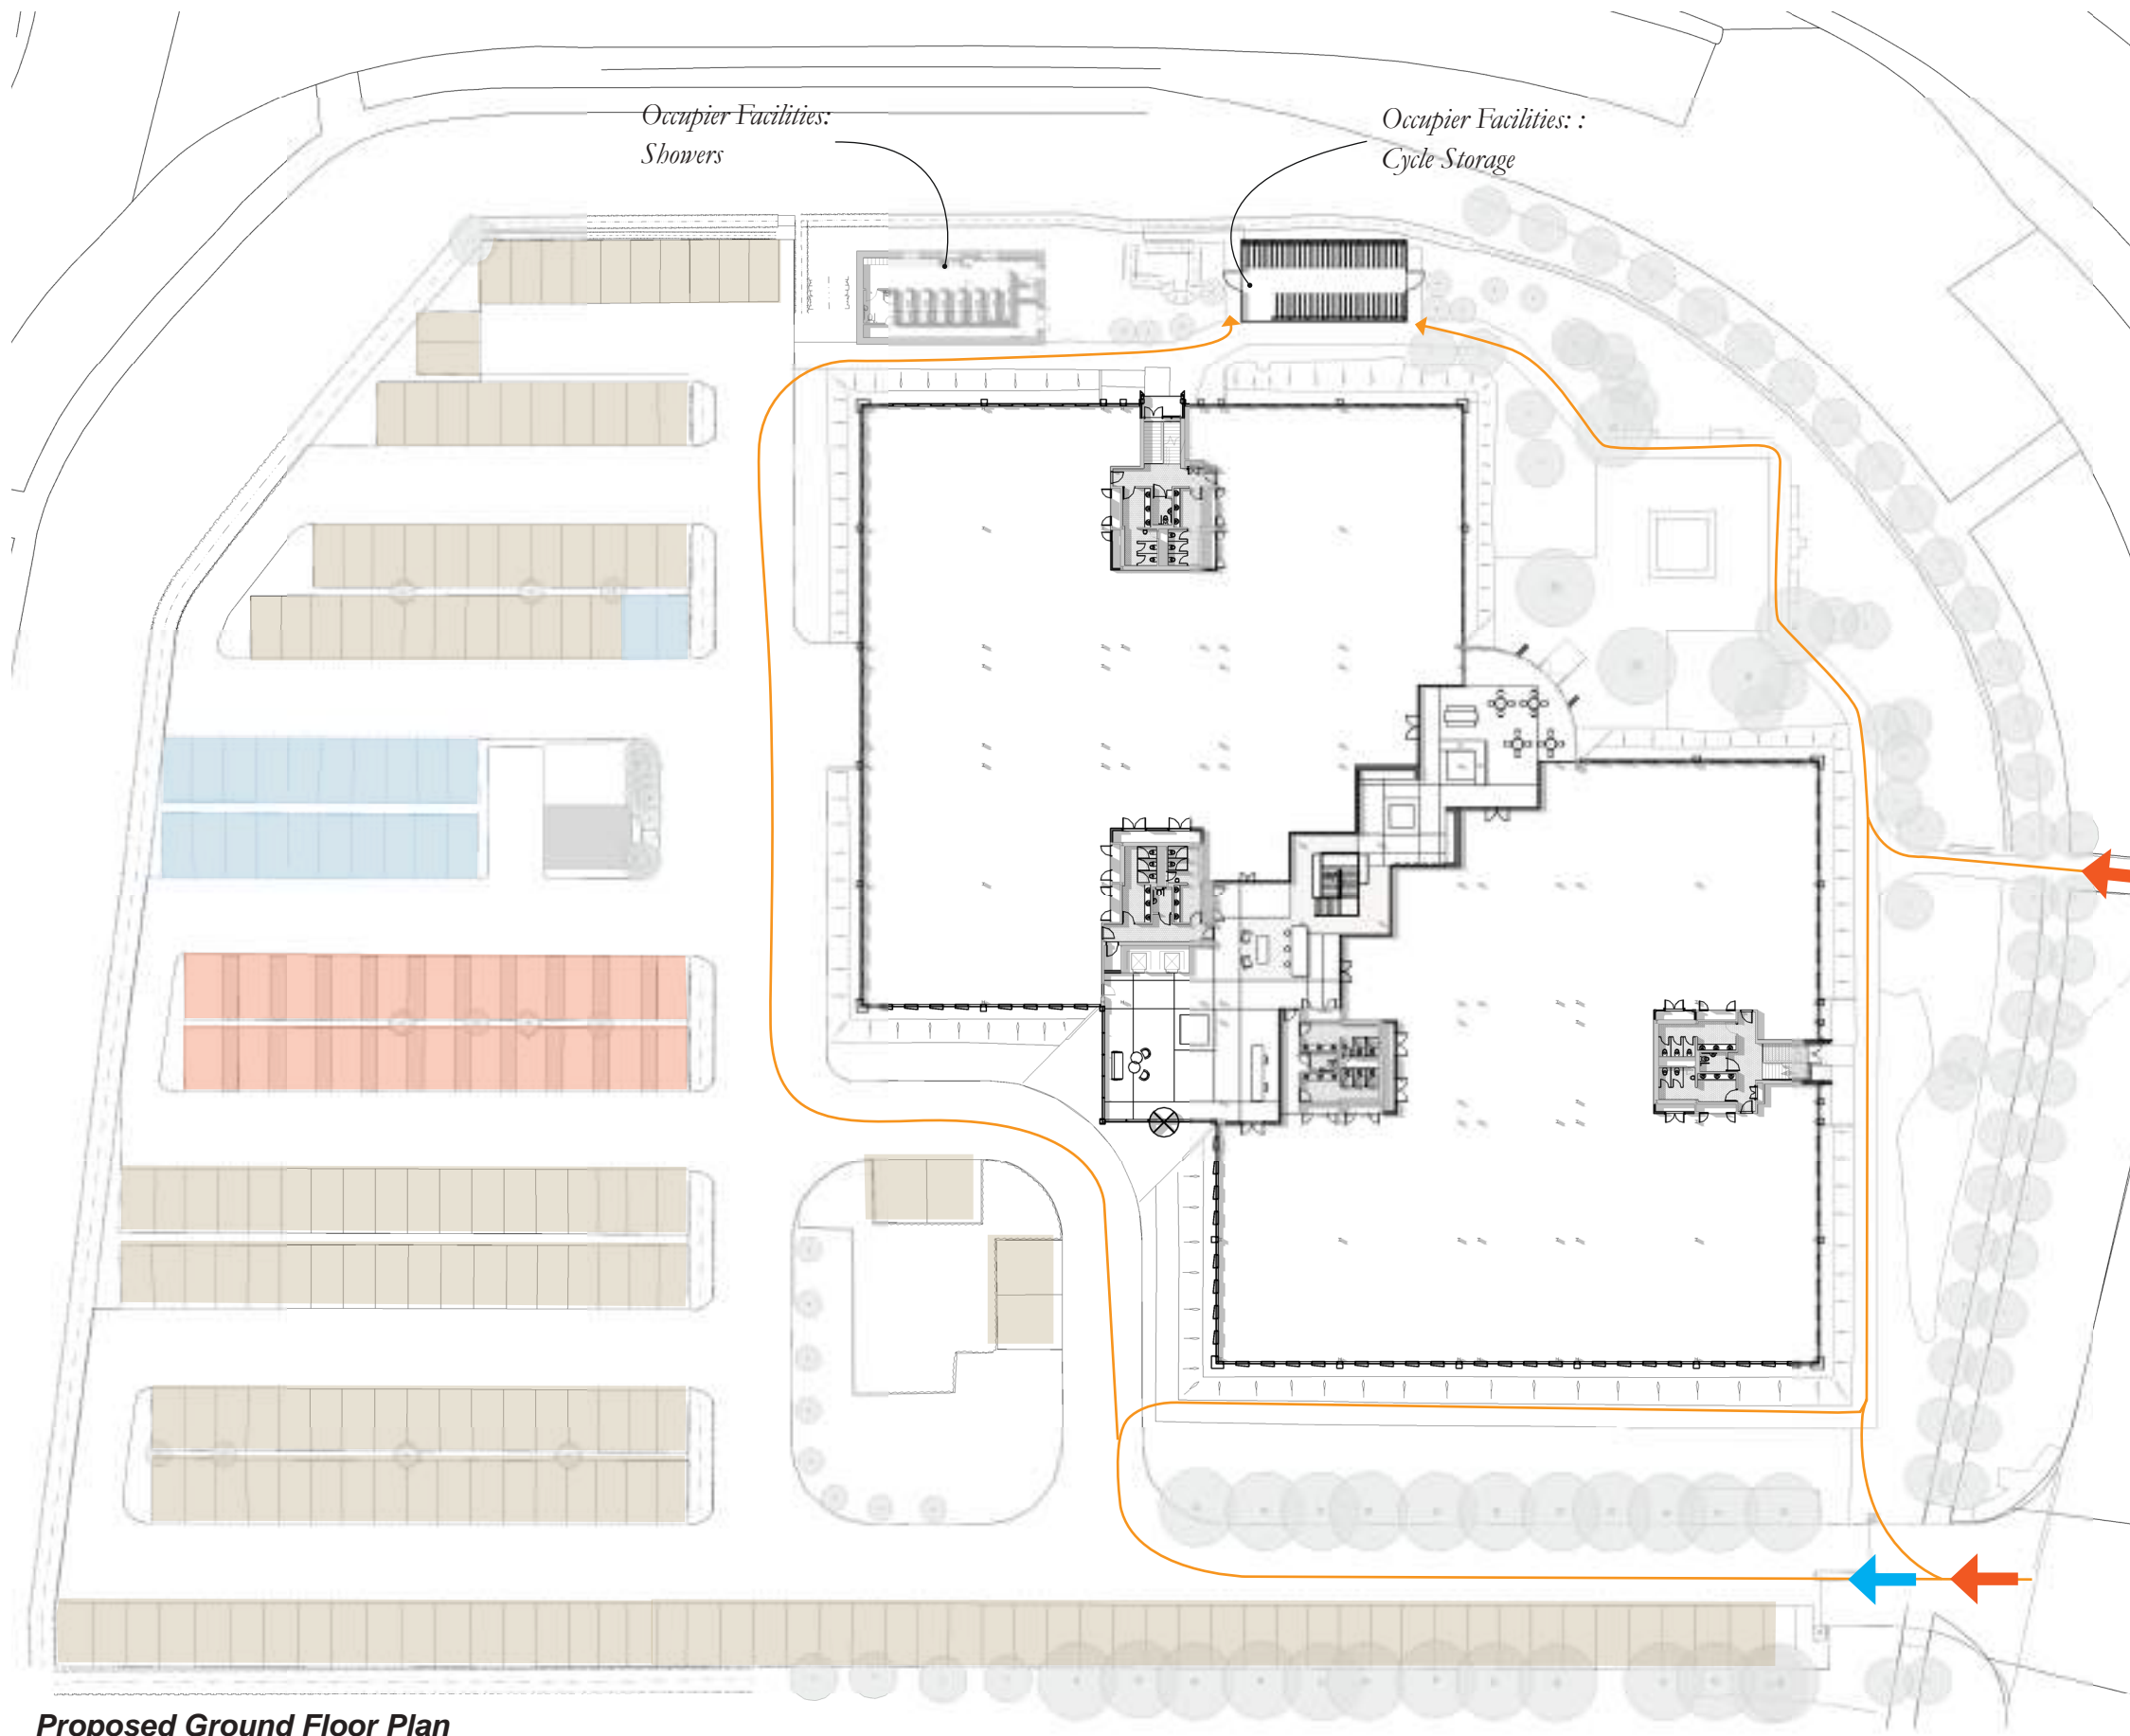 Occupier Facilities:
Showers
Occupier Facilities: :
Cycle Storage
Proposed Ground Floor Plan